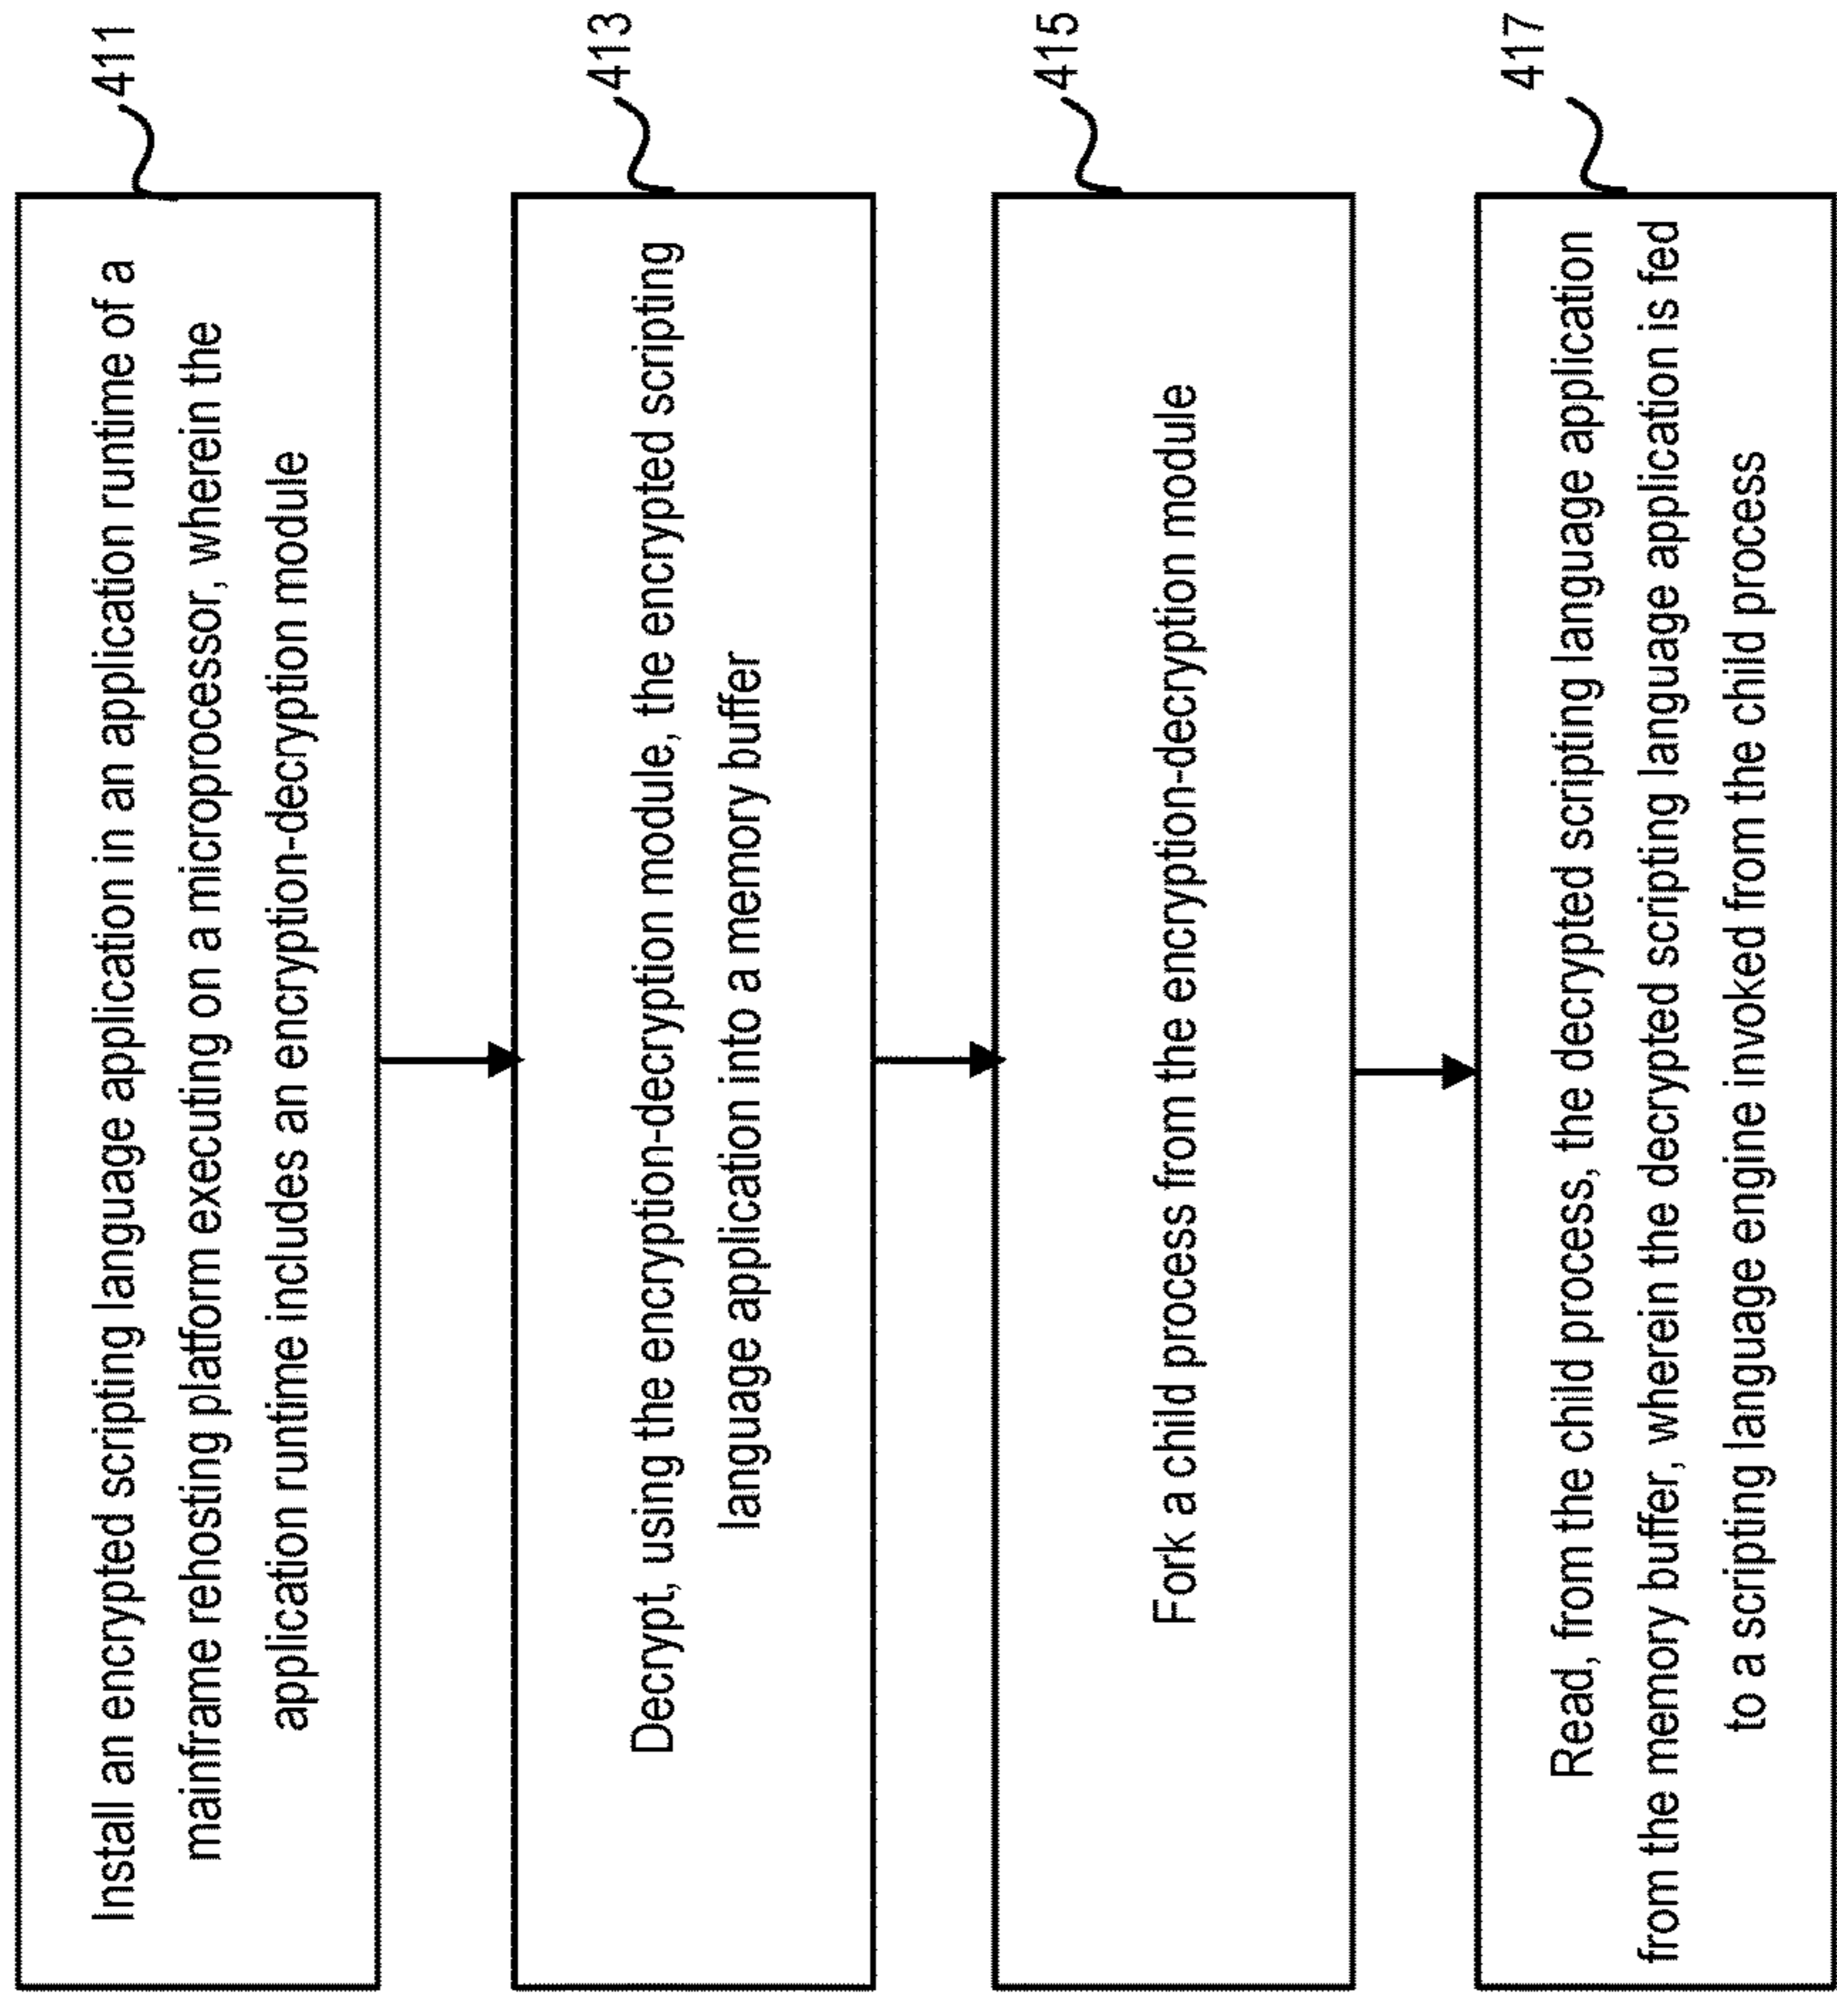 Install an encrypted scripting language application in an application runtime of a
mainframe rehosting platform executing on a microprocessor, wherein the
application runtime includes an encryption-decryption module
411
Decrypt, using the encryption-decryption module, the encrypted scripting
language application into a memory buffer
413
Fork a child process from the encryption-decryption module
415
Read, from the child process, the decrypted scripting language application
from the memory buffer, wherein the decrypted scripting language application is fed
to a scripting language engine invoked from the child process
417